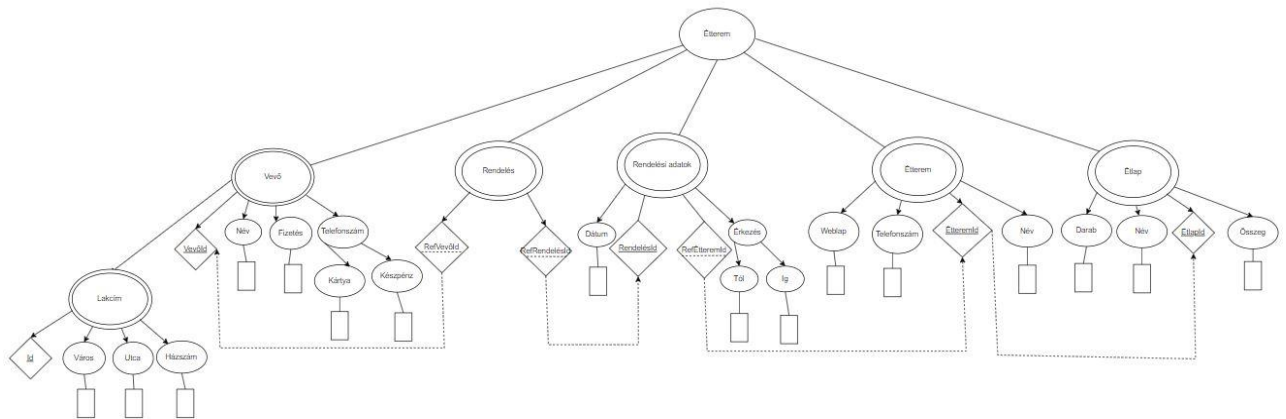 Étterem
Vevő
Rendelés
Rendelési adatok
Étterem
Étlap
VevőId
Név
Fizetés
Telefonszám
RefVevőId
RefRendelésId
Dátum
RendelésId
RefÉtteremId
Érkezés
Weblap
Telefonszám
ÉtteremId
Név
Darab
Név
ÉtlapId
Összeg
Kártya
Készpénz
Tól
Ig
Lakcím
Id
Város
Utca
Házszám